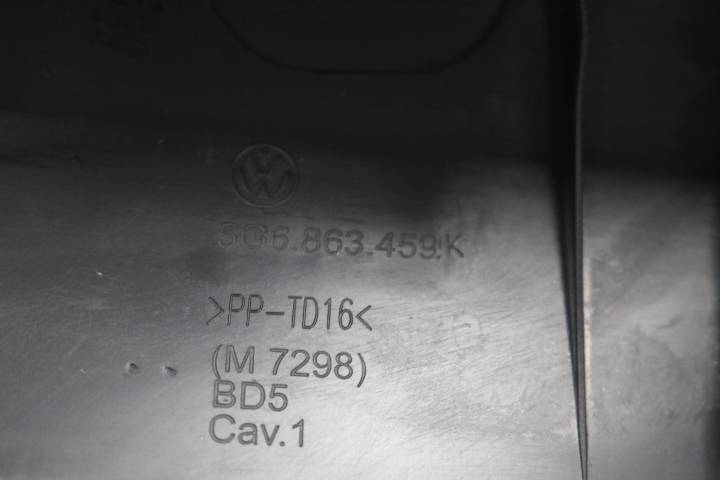 5G6.863.459.K
>PP-TD16<
(M 7298)
BD5
Cav.1